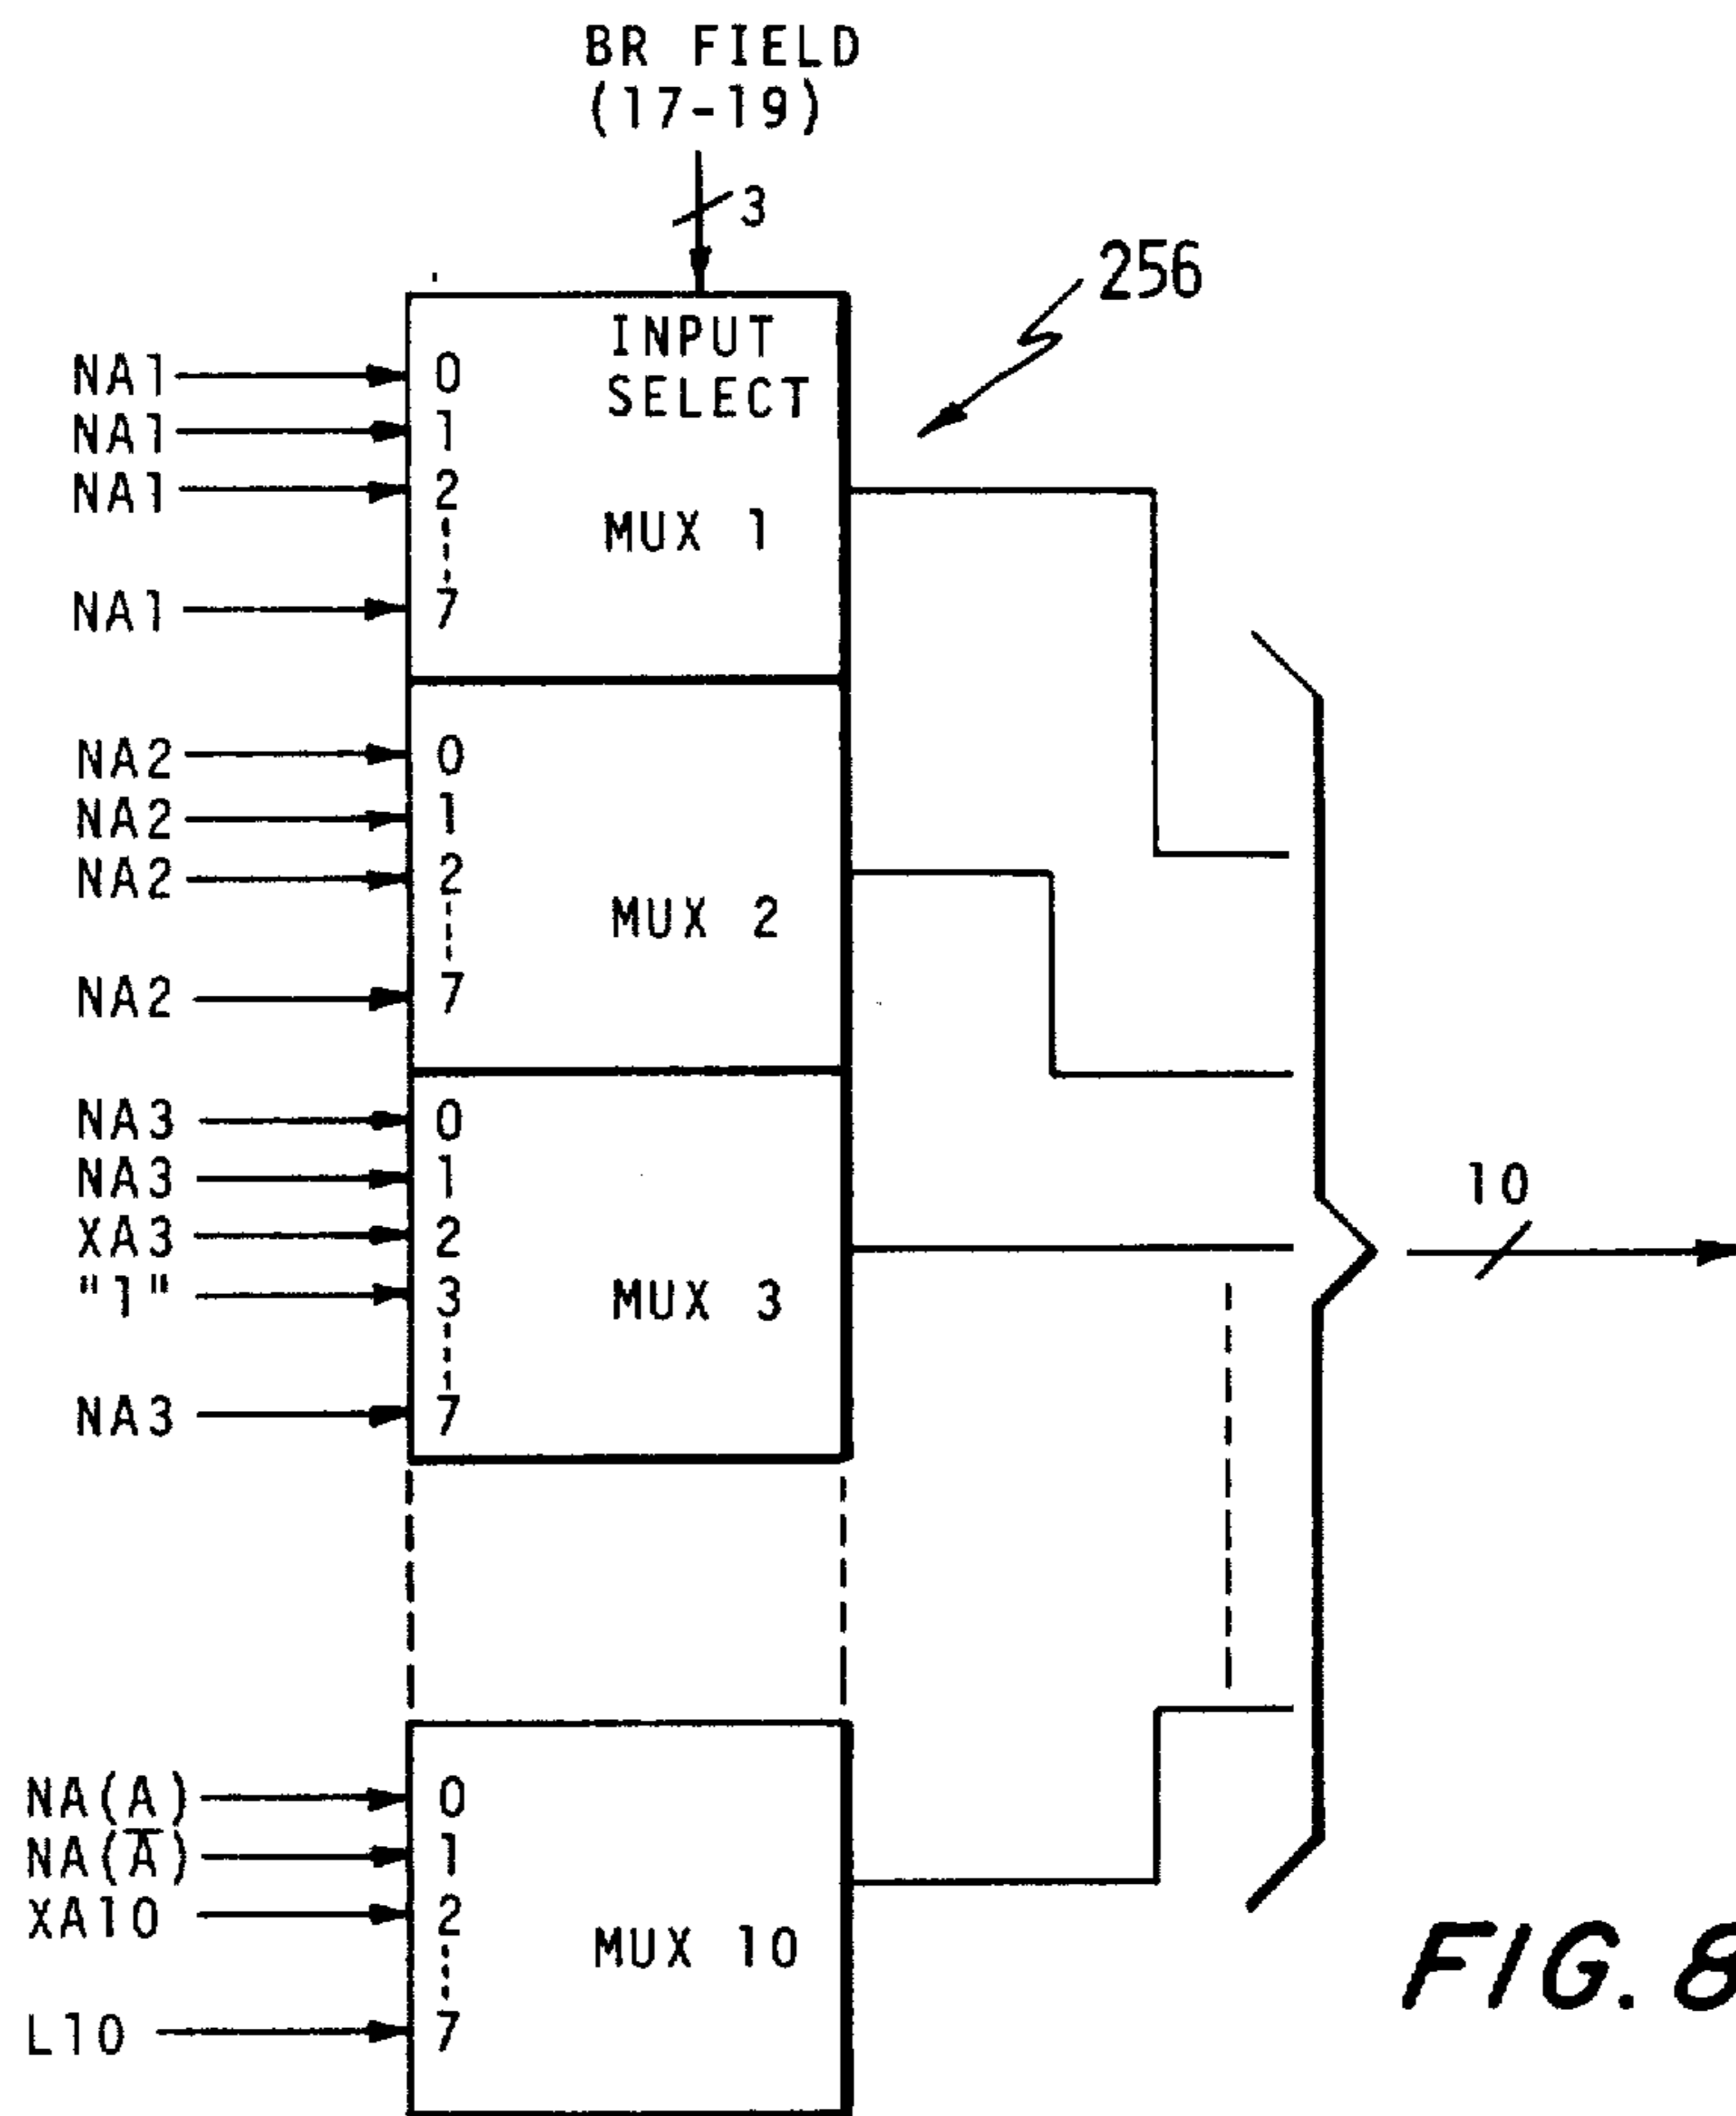 BR FIELD
(17-19)
3
256
INPUT
SELECT
NA1 0
NA1 1
NA1 2
MUX 1
NA1 7
NA2 0
NA2 1
NA2 2
MUX 2
NA2 7
NA3 0
NA3 1
XA3 2
"1" 3
MUX 3
NA3 7
10
NA(A) 0
NA(A̅) 1
XA10 2
MUX 10
L10 7
FIG. 8